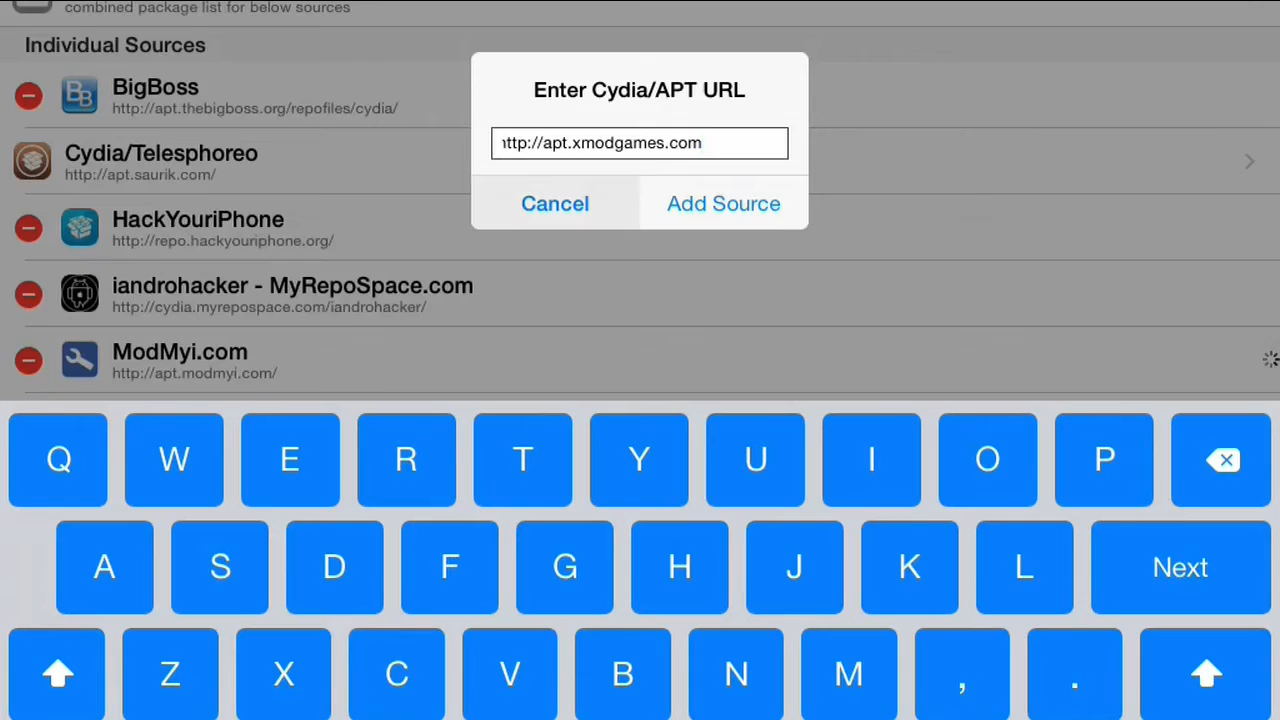 combined package list for below sources
Individual Sources
BigBoss
http://apt.thebigboss.org/repofiles/cydia/
Cydia/Telesphoreo
http://apt.saurik.com/
HackYouriPhone
http://repo.hackyouriphone.org/
iandrohacker - MyRepoSpace.com
http://cydia.myrepospace.com/iandrohacker/
ModMyi.com
http://apt.modmyi.com/
Enter Cydia/APT URL
http://apt.xmodgames.com
Cancel Add Source
Q W E R T Y U I O P
A S D F G H J K L Next
Z X C V B N M , .